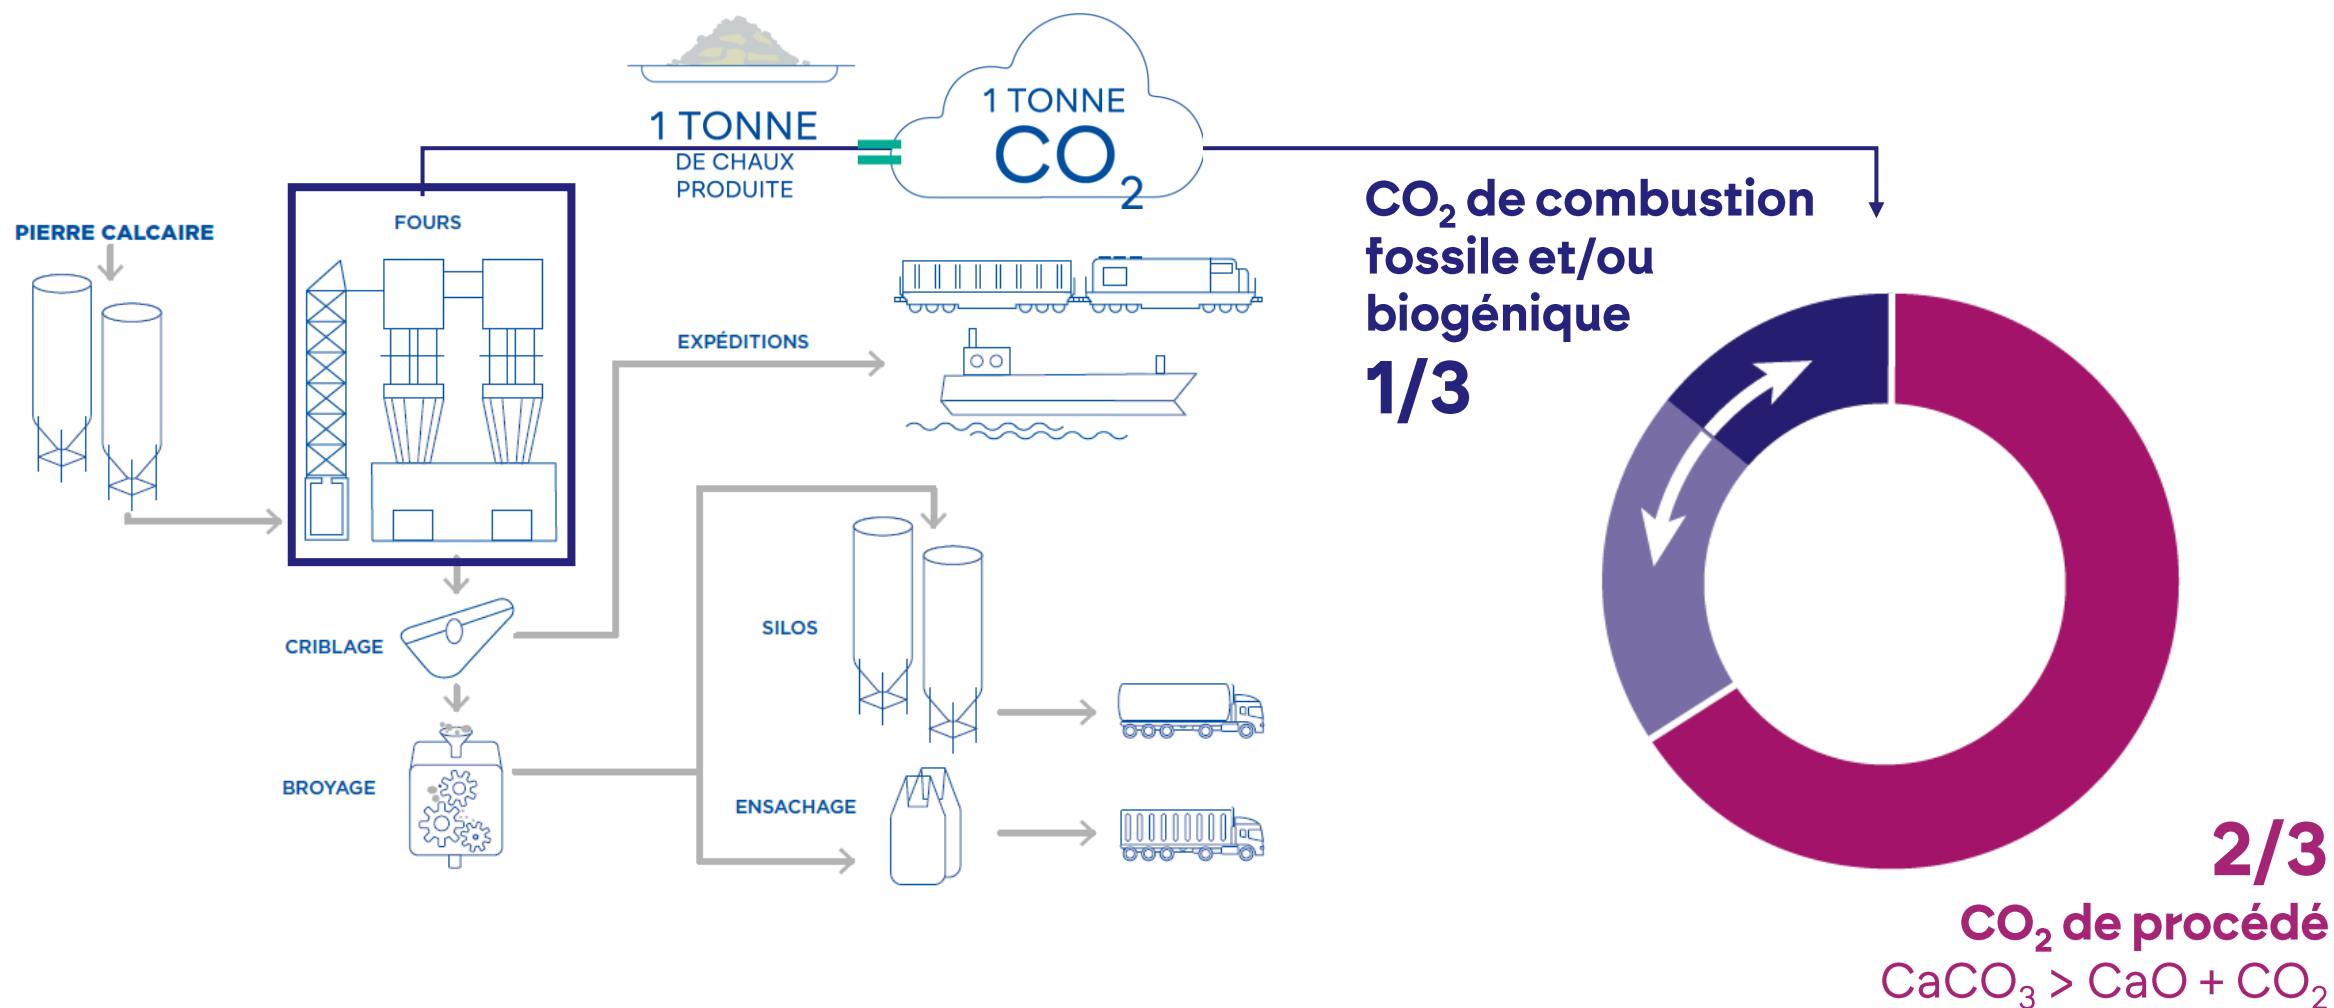 1 TONNE
DE CHAUX
PRODUITE
1 TONNE
CO₂
PIERRE CALCAIRE
FOURS
EXPÉDITIONS
CRIBLAGE
SILOS
BROYAGE
ENSACHAGE
CO₂ de combustion
fossile et/ou
biogénique
1/3
2/3
CO₂ de procédé
CaCO₃ > CaO + CO₂